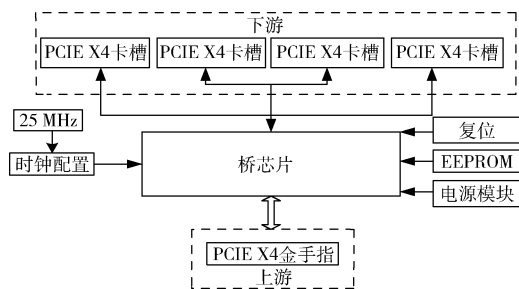 下游
PCIE X4卡槽 PCIE X4卡槽 PCIE X4卡槽 PCIE X4卡槽
25 MHz
时钟配置
桥芯片
复位
EEPROM
电源模块
PCIE X4金手指
上游